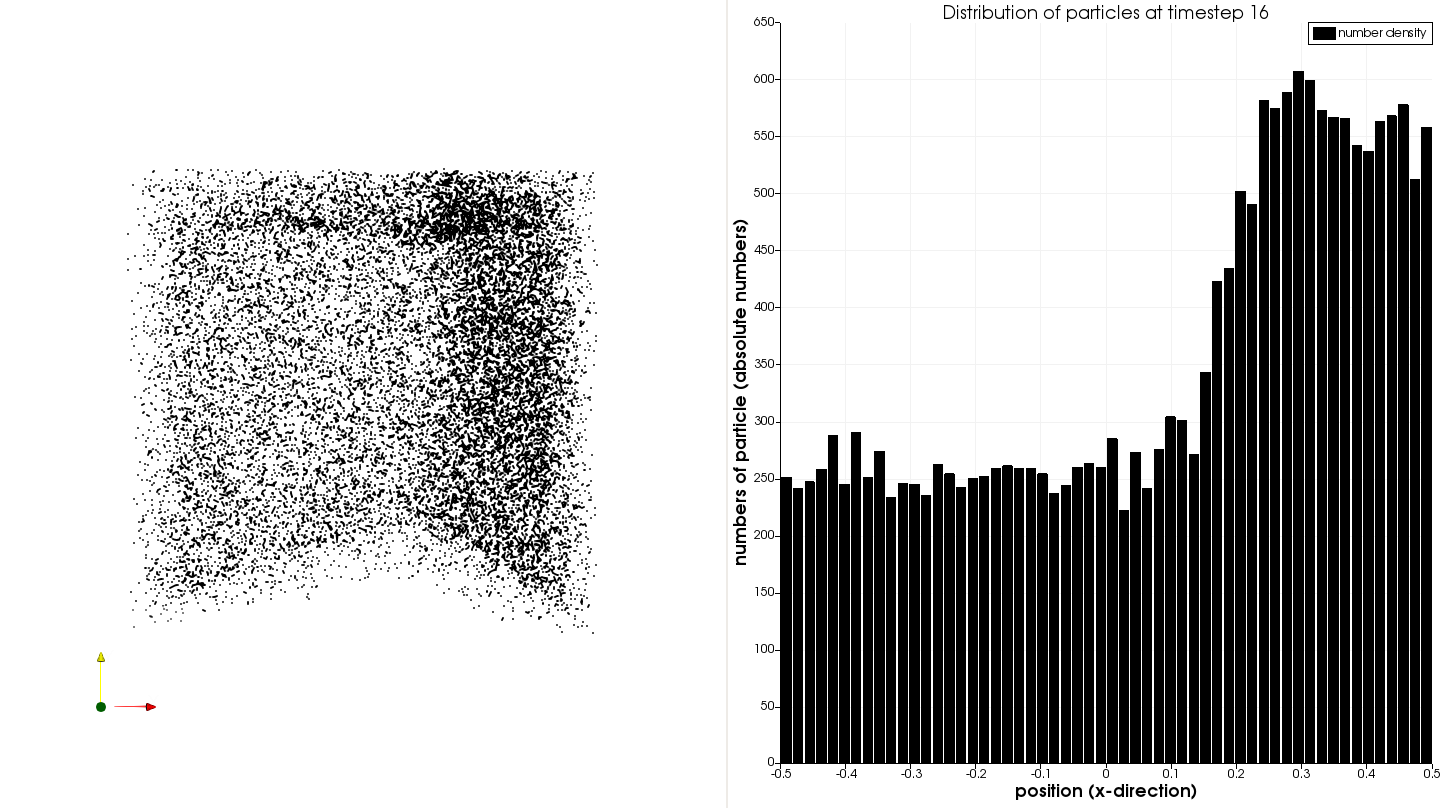 Distribution of particles at timestep 16
number density
numbers of particle (absolute numbers)
650
600
550
500
450
400
350
300
250
200
150
100
50
0
-0.5 -0.4 -0.3 -0.2 -0.1 0 0.1 0.2 0.3 0.4 0.5
position (x-direction)